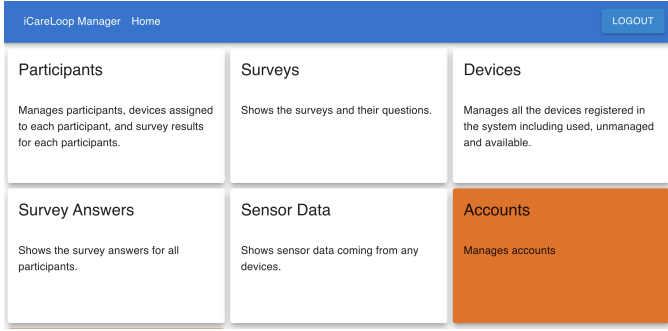 iCareLoop Manager Home LOGOUT
Participants
Manages participants, devices assigned
to each participant, and survey results
for each participants.
Surveys
Shows the surveys and their questions.
Devices
Manages all the devices registered in
the system including used, unmanaged
and available.
Survey Answers
Shows the survey answers for all
participants.
Sensor Data
Shows sensor data coming from any
devices.
Accounts
Manages accounts